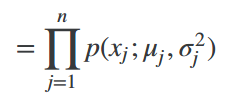 = ∏_{j=1}^{n} p(x_j; μ_j, σ_j^2)